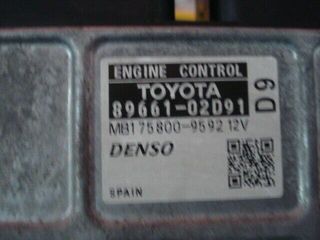 ENGINE CONTROL
TOYOTA
89661-02D91
D9
MB175800-9592 12V
DENSO
SPAIN